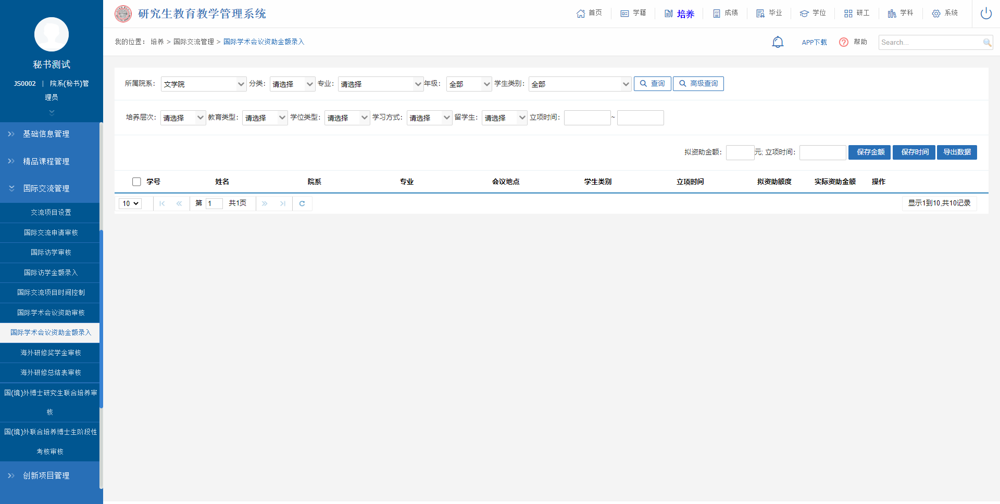 研究生教育教学管理系统
首页 学籍 培养 成绩 毕业 学位 研工 学科 系统
我的位置： 培养 > 国际交流管理 > 国际学术会议资助金额录入
APP下载 帮助 Search...
秘书测试
JS0002 | 院系(秘书)管
理员
基础信息管理
精品课程管理
国际交流管理
交流项目设置
国际交流申请审核
国际访学审核
国际访学金额录入
国际交流项目时间控制
国际学术会议资助审核
国际学术会议资助金额录入
海外研修奖学金审核
海外研修总结表审核
国(境)外博士研究生联合培养审
核
国(境)外联合培养博士生阶段性
考核审核
创新项目管理
所属院系： 文学院 分类： 请选择 专业： 请选择 年级： 全部 学生类别： 全部 查询 高级查询
培养层次： 请选择 教育类型： 请选择 学位类型： 请选择 学习方式： 请选择 留学生： 请选择 立项时间： ~
拟资助金额： 元; 立项时间： 保存金额 保存时间 导出数据
学号 姓名 院系 专业 会议地点 学生类别 立项时间 拟资助额度 实际资助金额 操作
10 第 1 共1页 显示1到10,共10记录